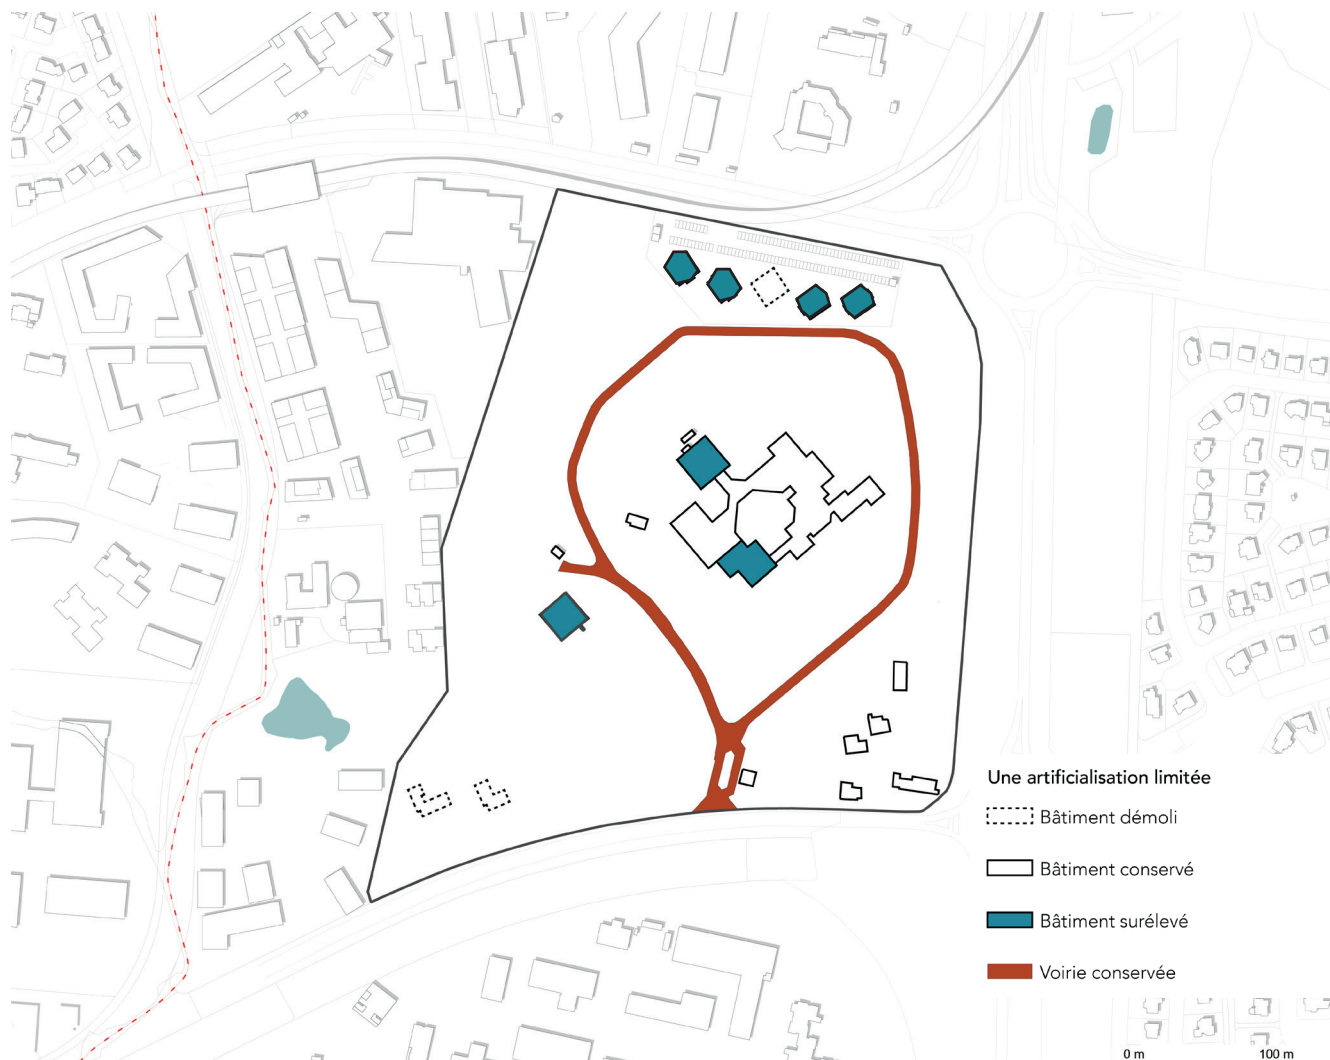 Une artificialisation limitée
Bâtiment démoli
Bâtiment conservé
Bâtiment surélevé
Voirie conservée
0 m 100 m